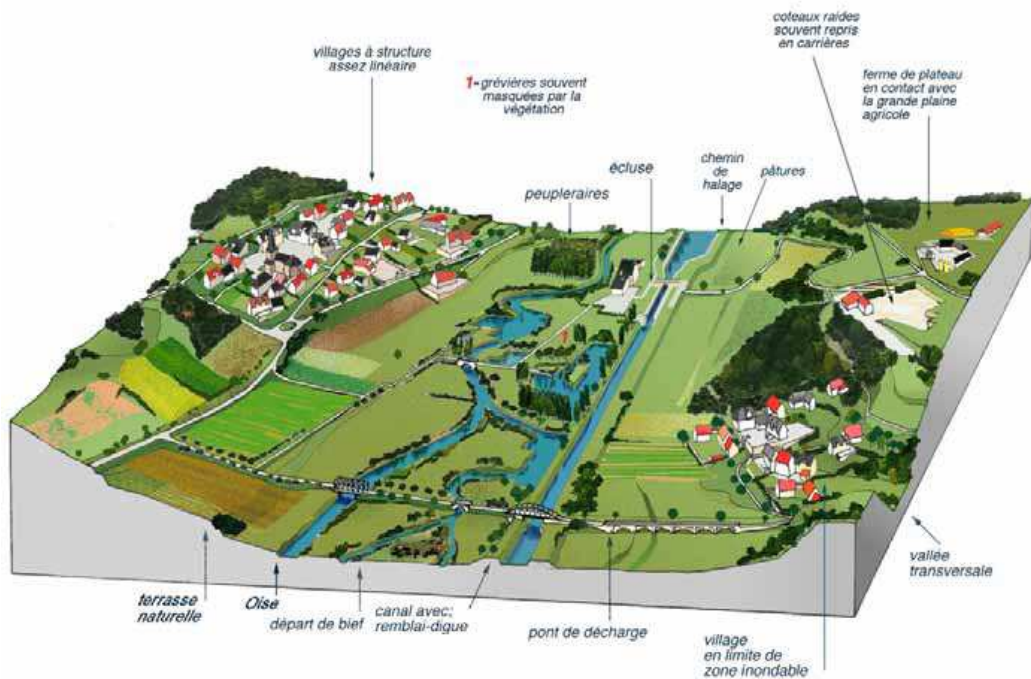 coteaux raides
souvent repris
en carrières
villages à structure
assez linéaire
1-grévières souvent
masquées par la
végétation
ferme de plateau
en contact avec
la grande plaine
agricole
écluse
chemin
de
halage
pâtures
peupleraires
1
vallée
transversale
terrasse
naturelle
Oise
départ de bief
canal avec;
remblai-digue
pont de décharge
village
en limite de
zone inondable